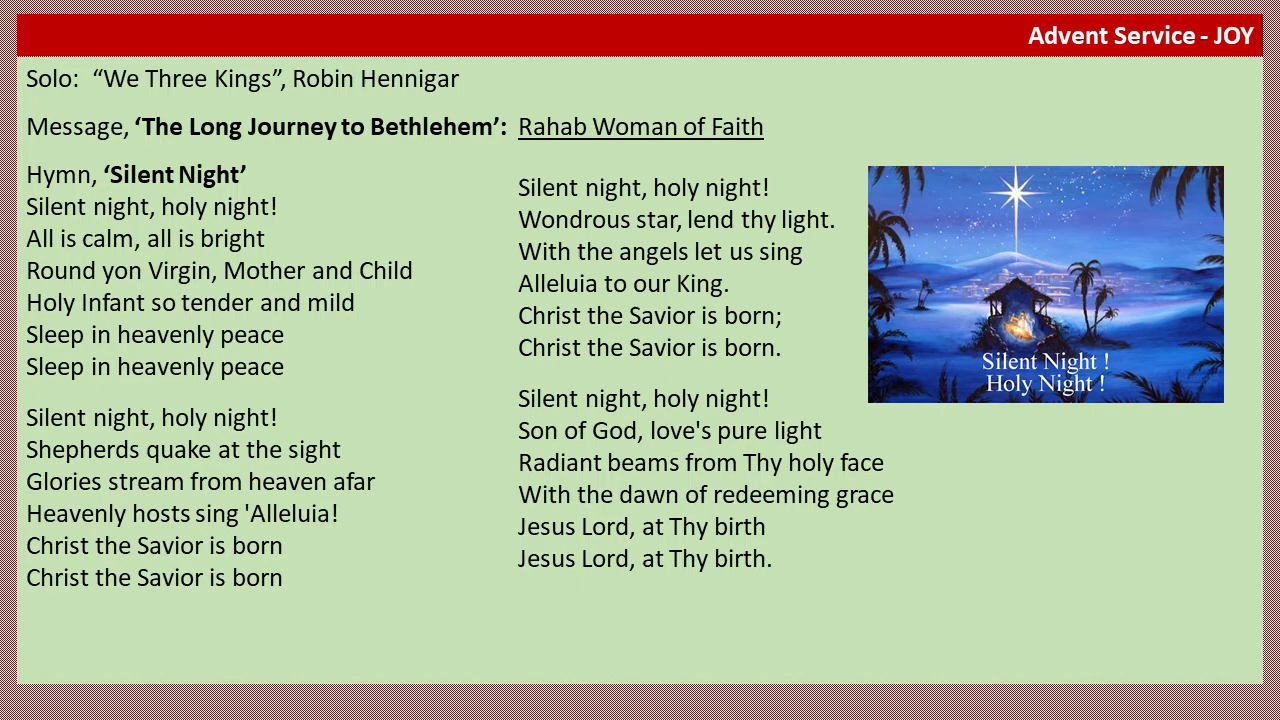 Advent Service - JOY
Solo:  “We Three Kings”, Robin Hennigar
Message, ‘The Long Journey to Bethlehem’:  Rahab Woman of Faith
Hymn, ‘Silent Night’
Silent night, holy night!
All is calm, all is bright
Round yon Virgin, Mother and Child
Holy Infant so tender and mild
Sleep in heavenly peace
Sleep in heavenly peace
Silent night, holy night!
Shepherds quake at the sight
Glories stream from heaven afar
Heavenly hosts sing 'Alleluia!
Christ the Savior is born
Christ the Savior is born
Silent night, holy night!
Wondrous star, lend thy light.
With the angels let us sing
Alleluia to our King.
Christ the Savior is born;
Christ the Savior is born.
Silent night, holy night!
Son of God, love's pure light
Radiant beams from Thy holy face
With the dawn of redeeming grace
Jesus Lord, at Thy birth
Jesus Lord, at Thy birth.
Silent Night !
Holy Night !